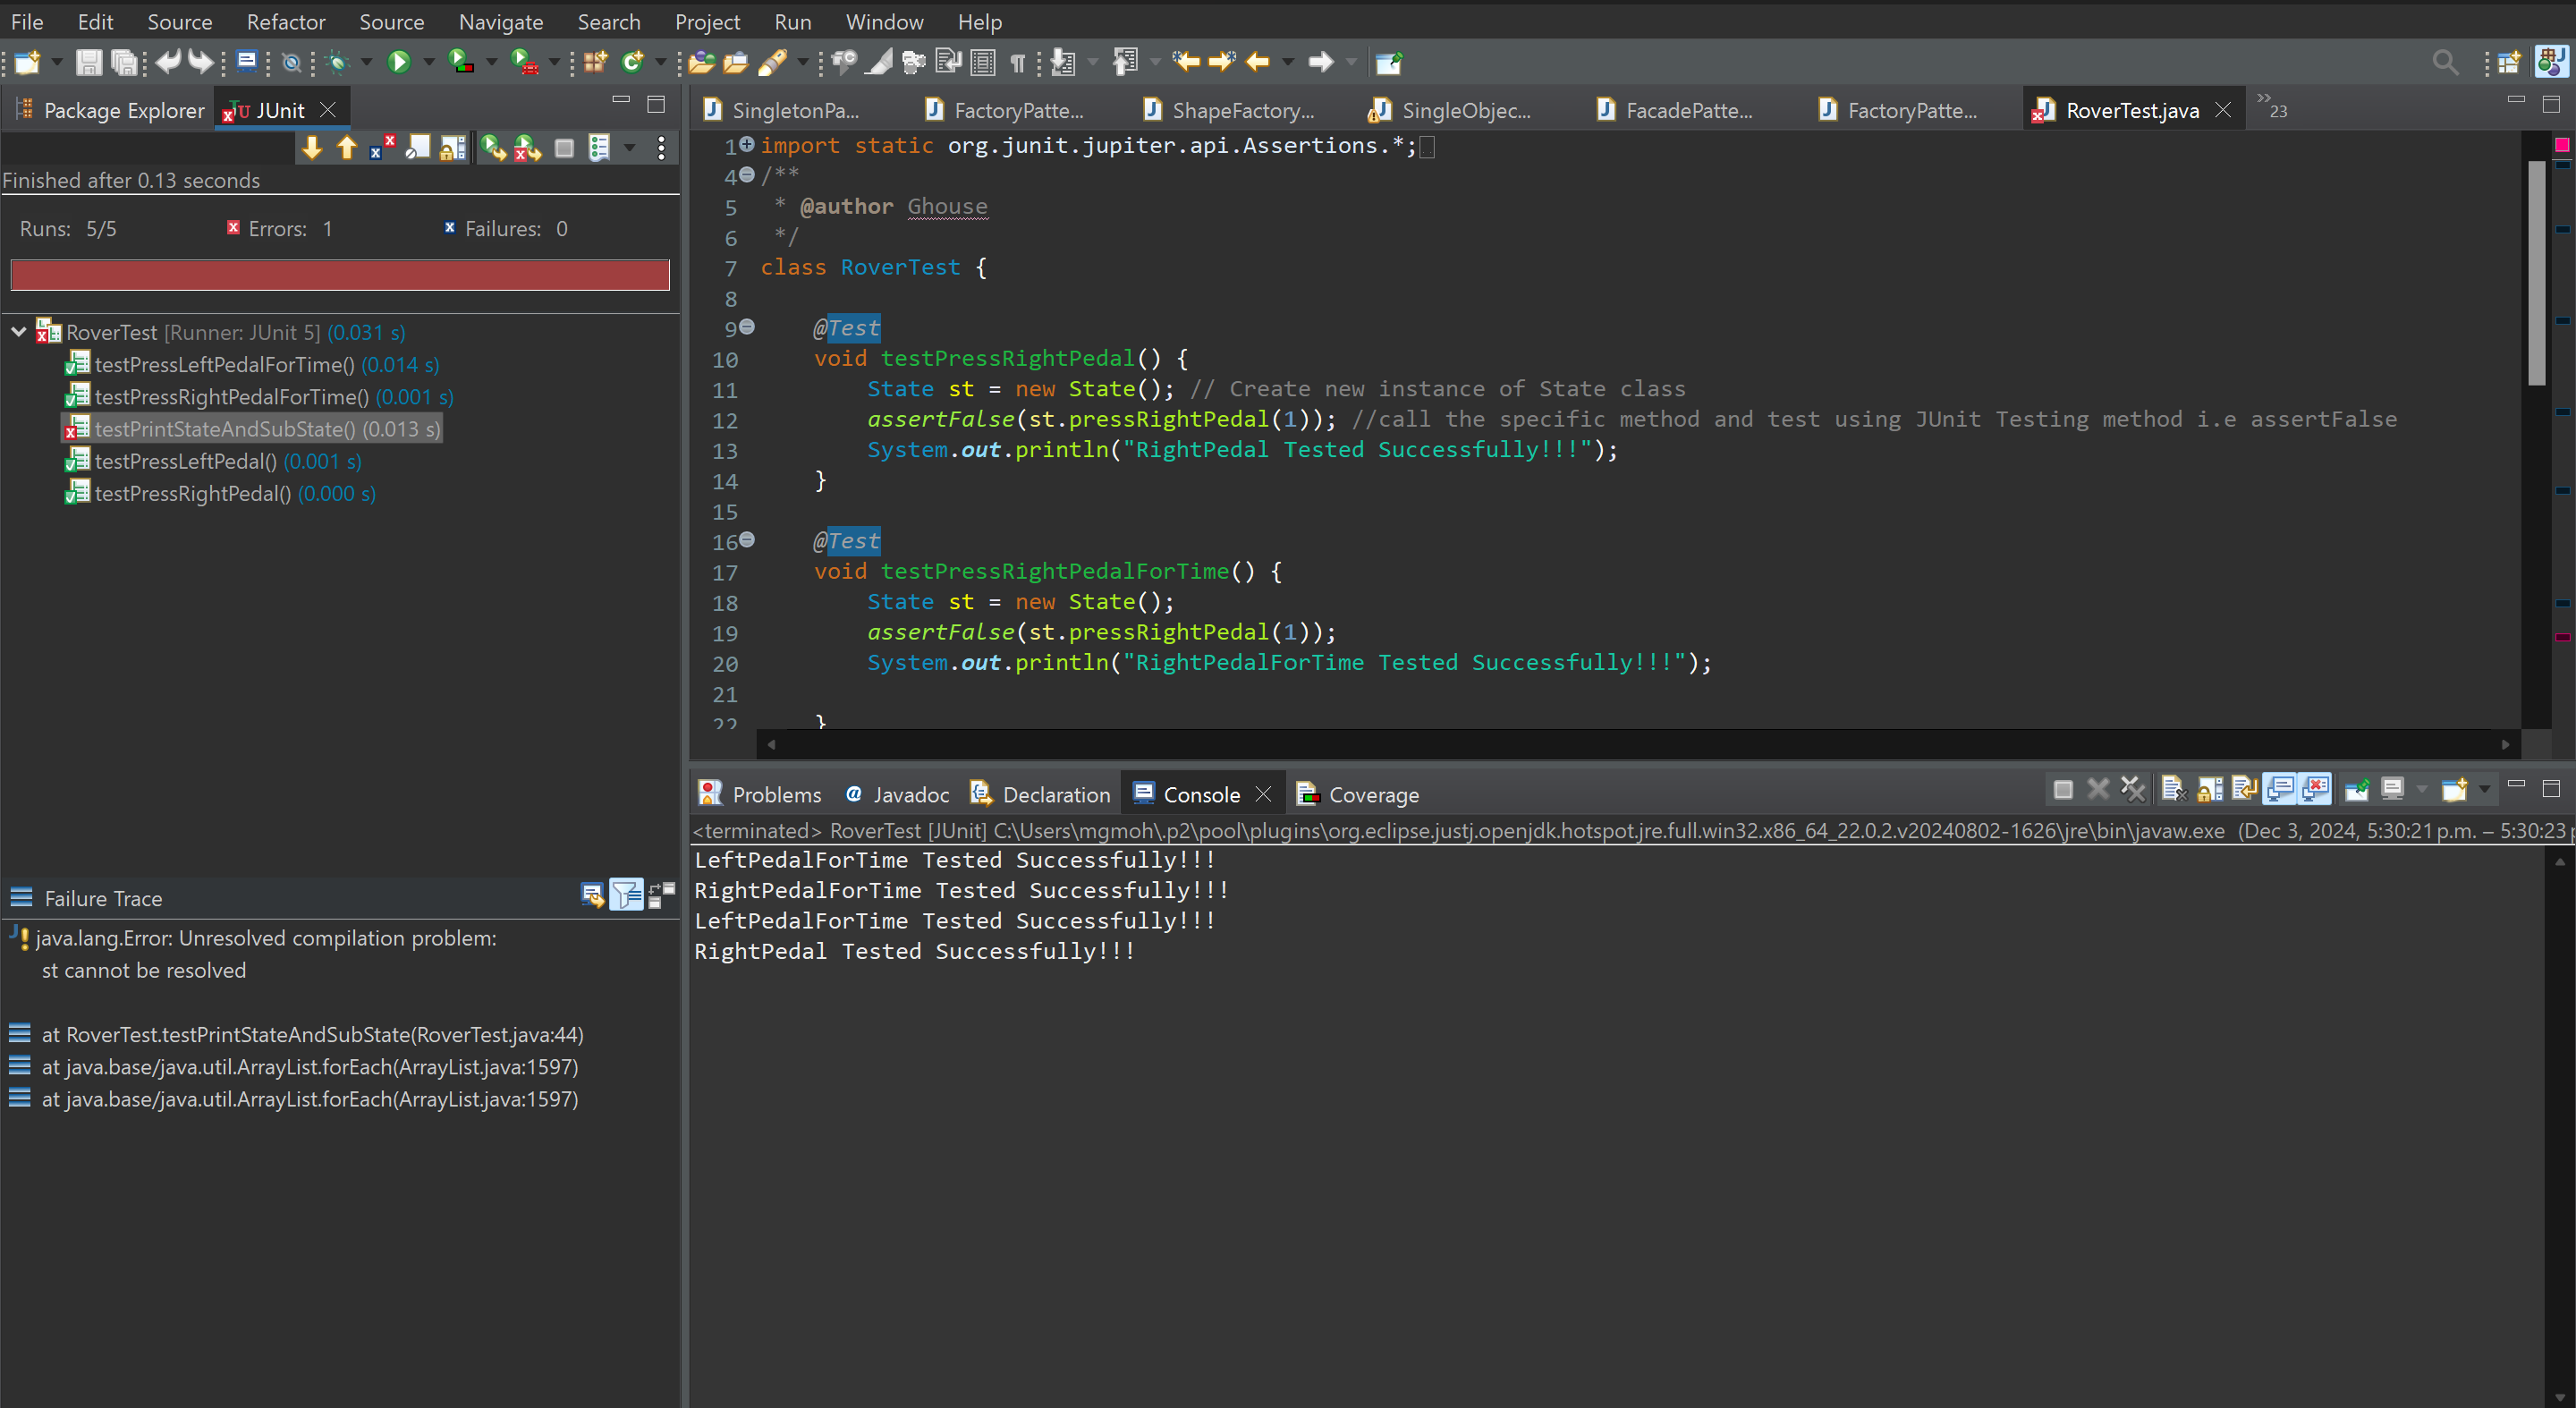 File Edit Source Refactor Source Navigate Search Project Run Window Help
Package Explorer JUnit
Finished after 0.13 seconds
Runs: 5/5 Errors: 1 Failures: 0
RoverTest [Runner: JUnit 5] (0.031 s)
testPressLeftPedalForTime() (0.014 s)
testPressRightPedalForTime() (0.001 s)
testPrintStateAndSubState() (0.013 s)
testPressLeftPedal() (0.001 s)
testPressRightPedal() (0.000 s)
Failure Trace
java.lang.Error: Unresolved compilation problem:
st cannot be resolved
at RoverTest.testPrintStateAndSubState(RoverTest.java:44)
at java.base/java.util.ArrayList.forEach(ArrayList.java:1597)
at java.base/java.util.ArrayList.forEach(ArrayList.java:1597)
SingletonPa... FactoryPatte... ShapeFactory... SingleObjec... FacadePatte... FactoryPatte... RoverTest.java 23
1 import static org.junit.jupiter.api.Assertions.*;
4 /**
5 * @author Ghouse
6 */
7 class RoverTest {
8
9 @Test
10 void testPressRightPedal() {
11 State st = new State(); // Create new instance of State class
12 assertFalse(st.pressRightPedal(1)); //call the specific method and test using JUnit Testing method i.e assertFalse
13 System.out.println("RightPedal Tested Successfully!!!");
14 }
15
16 @Test
17 void testPressRightPedalForTime() {
18 State st = new State();
19 assertFalse(st.pressRightPedal(1));
20 System.out.println("RightPedalForTime Tested Successfully!!!");
21
22 }
Problems Javadoc Declaration Console Coverage
<terminated> RoverTest [JUnit] C:\Users\mgmoh\.p2\pool\plugins\org.eclipse.justj.openjdk.hotspot.jre.full.win32.x86_64_22.0.2.v20240802-1626\jre\bin\javaw.exe (Dec 3, 2024, 5:30:21 p.m. – 5:30:23 p
LeftPedalForTime Tested Successfully!!!
RightPedalForTime Tested Successfully!!!
LeftPedalForTime Tested Successfully!!!
RightPedal Tested Successfully!!!